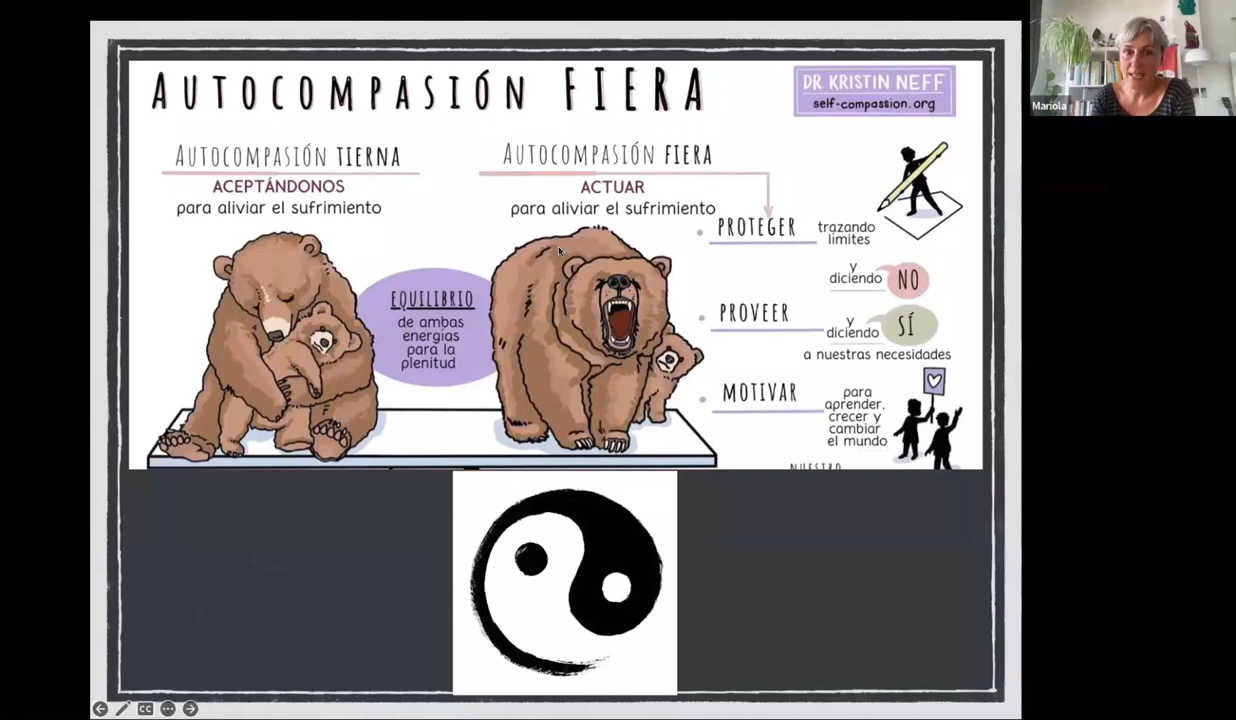 AUTOCOMPASIÓN FIERA
DR. KRISTIN NEFF
self-compassion.org
AUTOCOMPASIÓN TIERNA
ACEPTÁNDONOS
para aliviar el sufrimiento
AUTOCOMPASIÓN FIERA
ACTUAR
para aliviar el sufrimiento
EQUILIBRIO
de ambas
energías
para la
plenitud
PROTEGER
trazando
límites
y
diciendo
NO
PROVEER
y
diciendo
SÍ
a nuestras necesidades
MOTIVAR
para
aprender,
crecer y
cambiar
el mundo
NUESTRO
Mariola
CC